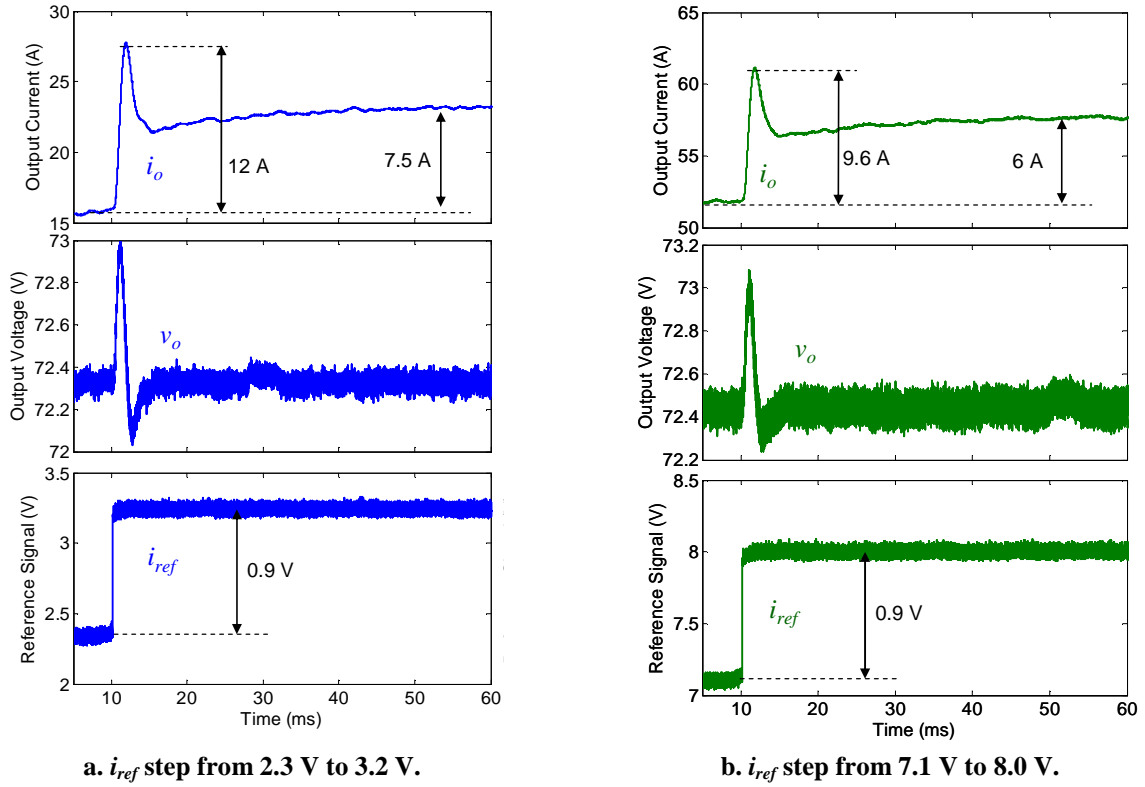 30
25
20
15
Output Current (A)
i_o
12 A
7.5 A
73
72.8
72.6
72.4
72.2
72
Output Voltage (V)
v_o
3.5
3
2.5
2
Reference Signal (V)
i_ref
0.9 V
10 20 30 40 50 60
Time (ms)
a. i_ref step from 2.3 V to 3.2 V.
65
60
55
50
Output Current (A)
i_o
9.6 A
6 A
73.2
73
72.8
72.6
72.4
72.2
Output Voltage (V)
v_o
8.5
8
7.5
7
Reference Signal (V)
i_ref
0.9 V
10 20 30 40 50 60
Time (ms)
b. i_ref step from 7.1 V to 8.0 V.